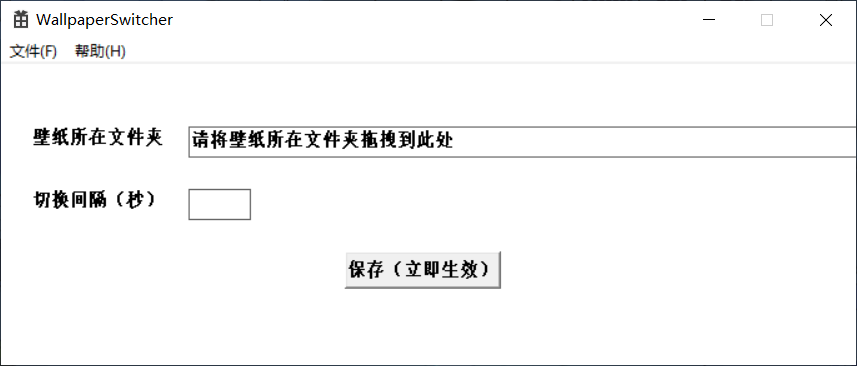 WallpaperSwitcher
文件(F) 帮助(H)
壁纸所在文件夹 请将壁纸所在文件夹拖拽到此处
切换间隔（秒）
保存（立即生效）